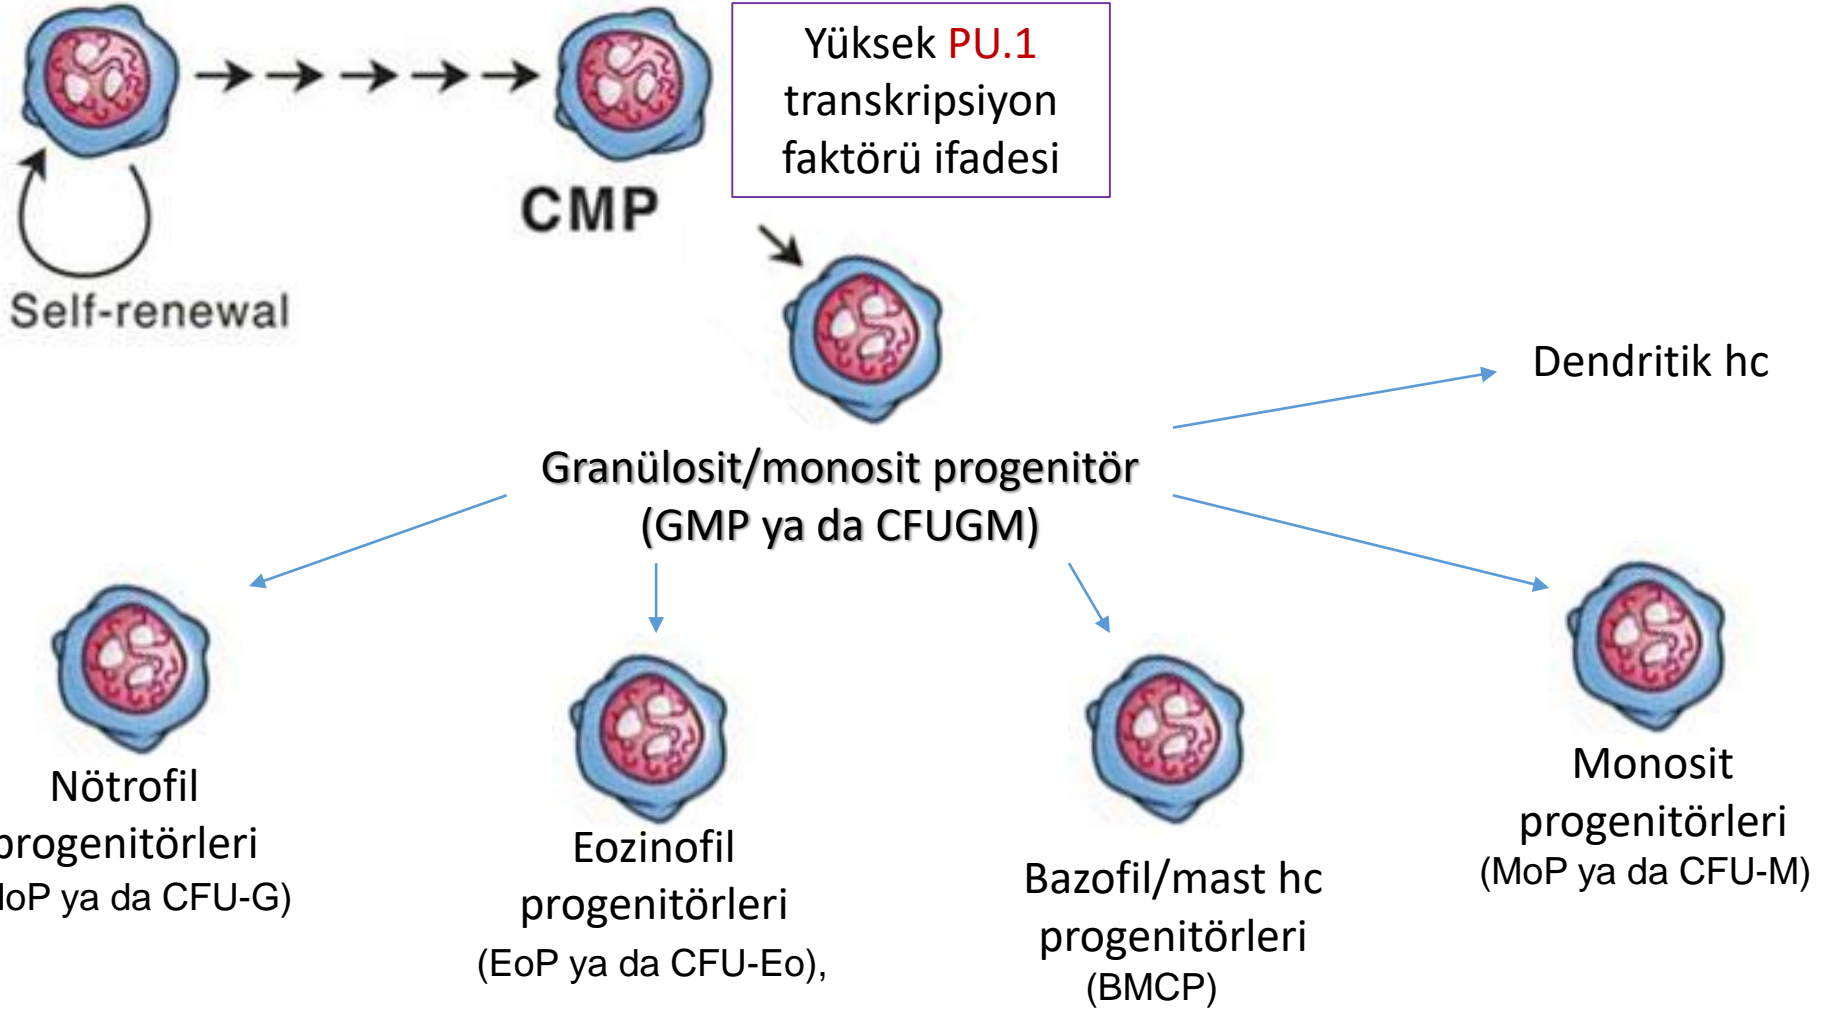 Yüksek PU.1
transkripsiyon
faktörü ifadesi
CMP
Self-renewal
Dendritik hc
Granülosit/monosit progenitör
(GMP ya da CFUGM)
Nötrofil
progenitörleri
ya da CFU-G)
Eozinofil
progenitörleri
(EoP ya da CFU-Eo),
Bazofil/mast hc
progenitörleri
(BMCP)
Monosit
progenitörleri
(MoP ya da CFU-M)